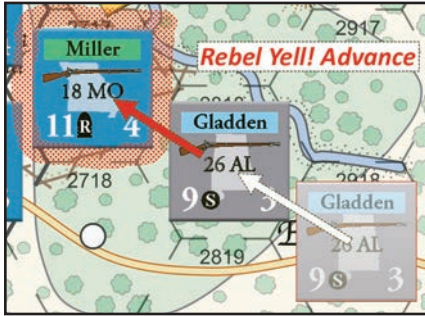 2717
2917
Miller
Rebel Yell! Advance
18 MO
11 R 4
Gladden
26 AL
9 S 3
2718
2918
Gladden
26 AL
9 S 3
2819